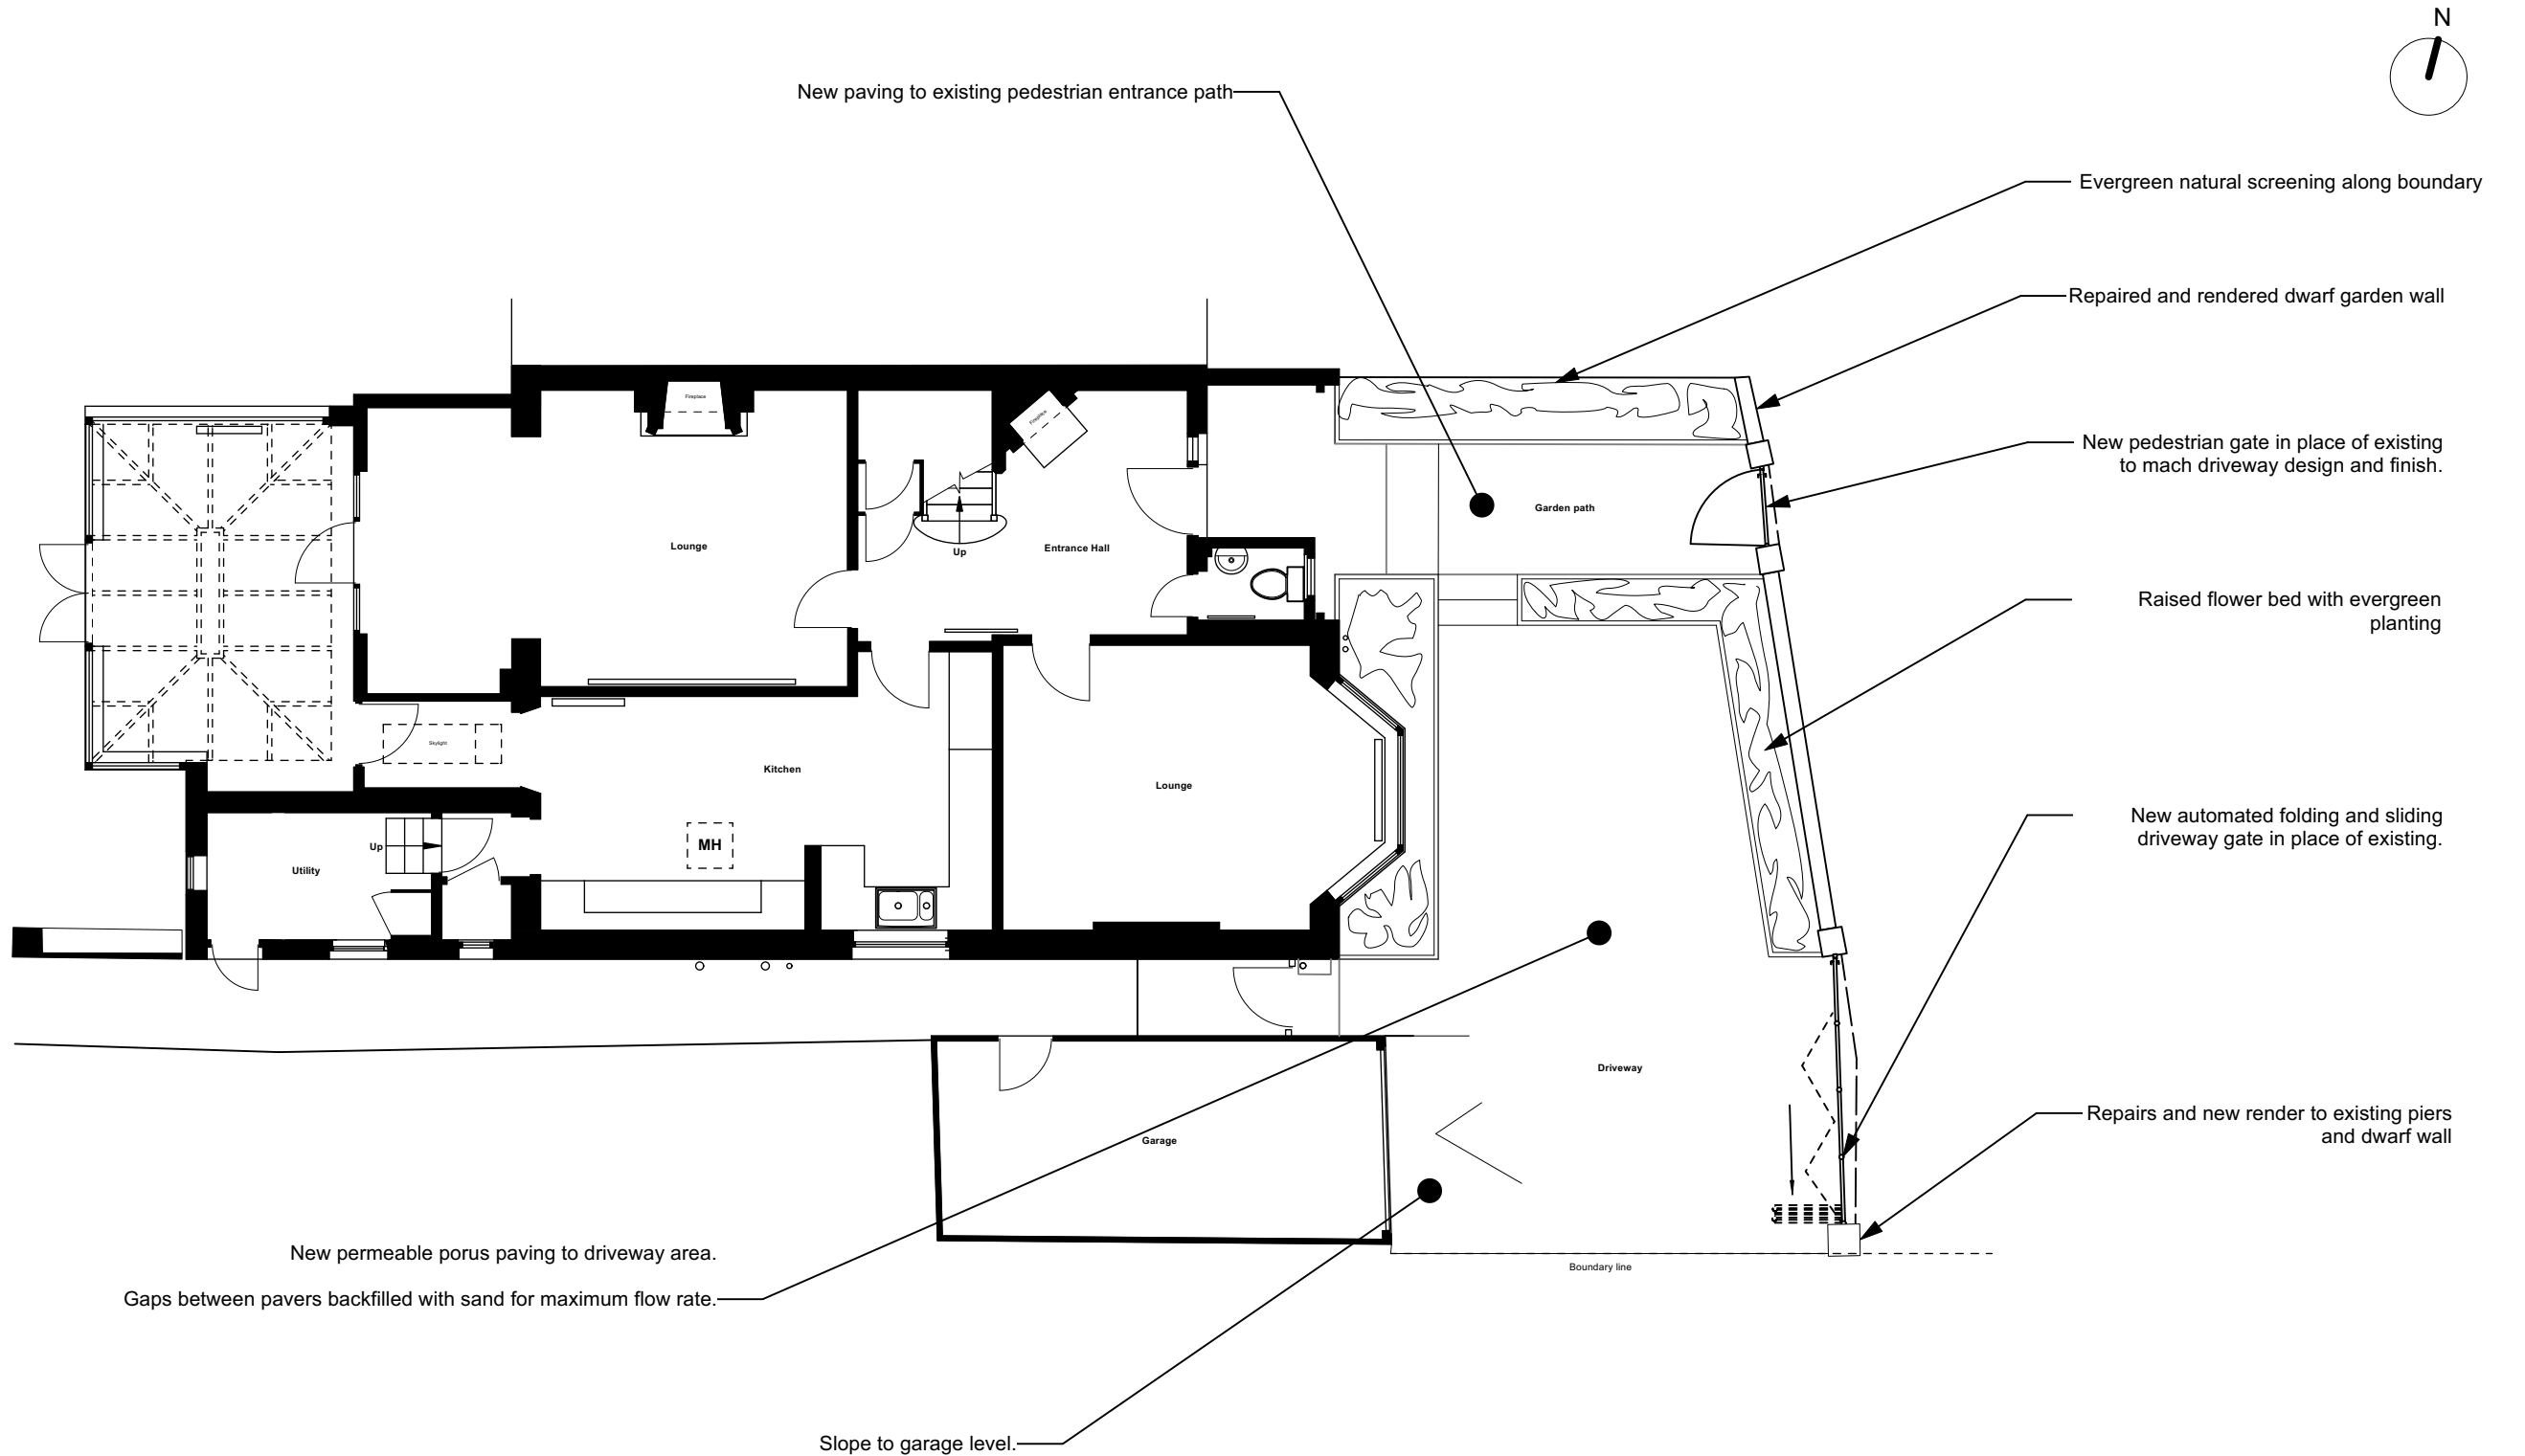 N
New paving to existing pedestrian entrance path
Evergreen natural screening along boundary
Repaired and rendered dwarf garden wall
Fireplace
Fireplace
New pedestrian gate in place of existing
to mach driveway design and finish.
Garden path
Lounge
Up
Entrance Hall
Raised flower bed with evergreen
planting
Skylight
Kitchen
Lounge
New automated folding and sliding
driveway gate in place of existing.
MH
Up
Utility
Driveway
Repairs and new render to existing piers
and dwarf wall
Garage
New permeable porus paving to driveway area.
Boundary line
Gaps between pavers backfilled with sand for maximum flow rate.
Slope to garage level.